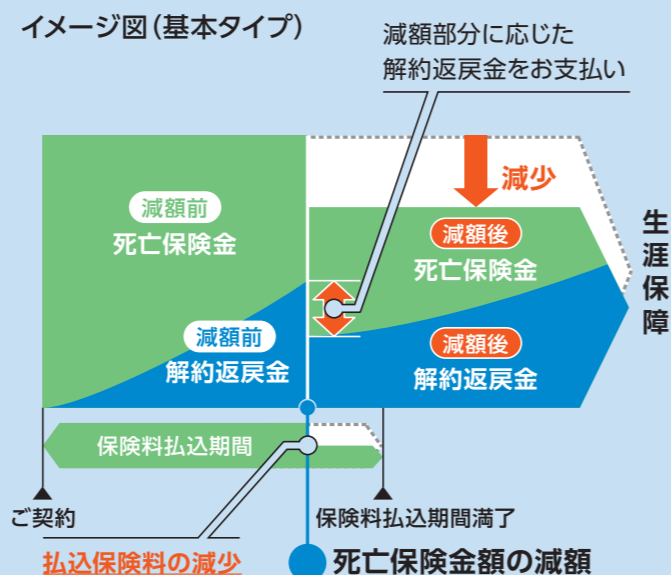 イメージ図(基本タイプ)
減額部分に応じた
解約返戻金をお支払い
減少
減額前
死亡保険金
減額後
死亡保険金
生涯保障
減額前
解約返戻金
減額後
解約返戻金
保険料払込期間
ご契約
保険料払込期間満了
払込保険料の減少
死亡保険金額の減額